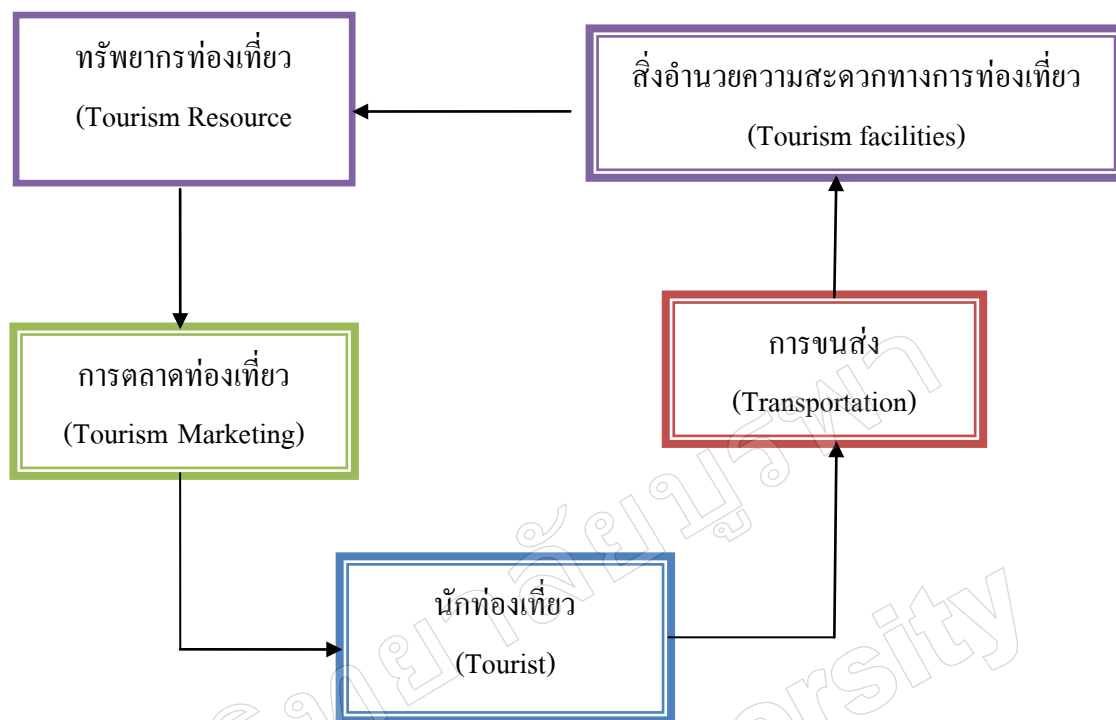 ทรัพยากรท่องเที่ยว
(Tourism Resource
สิ่งอำนวยความสะดวกทางการท่องเที่ยว
(Tourism facilities)
การตลาดท่องเที่ยว
(Tourism Marketing)
การขนส่ง
(Transportation)
นักท่องเที่ยว
(Tourist)